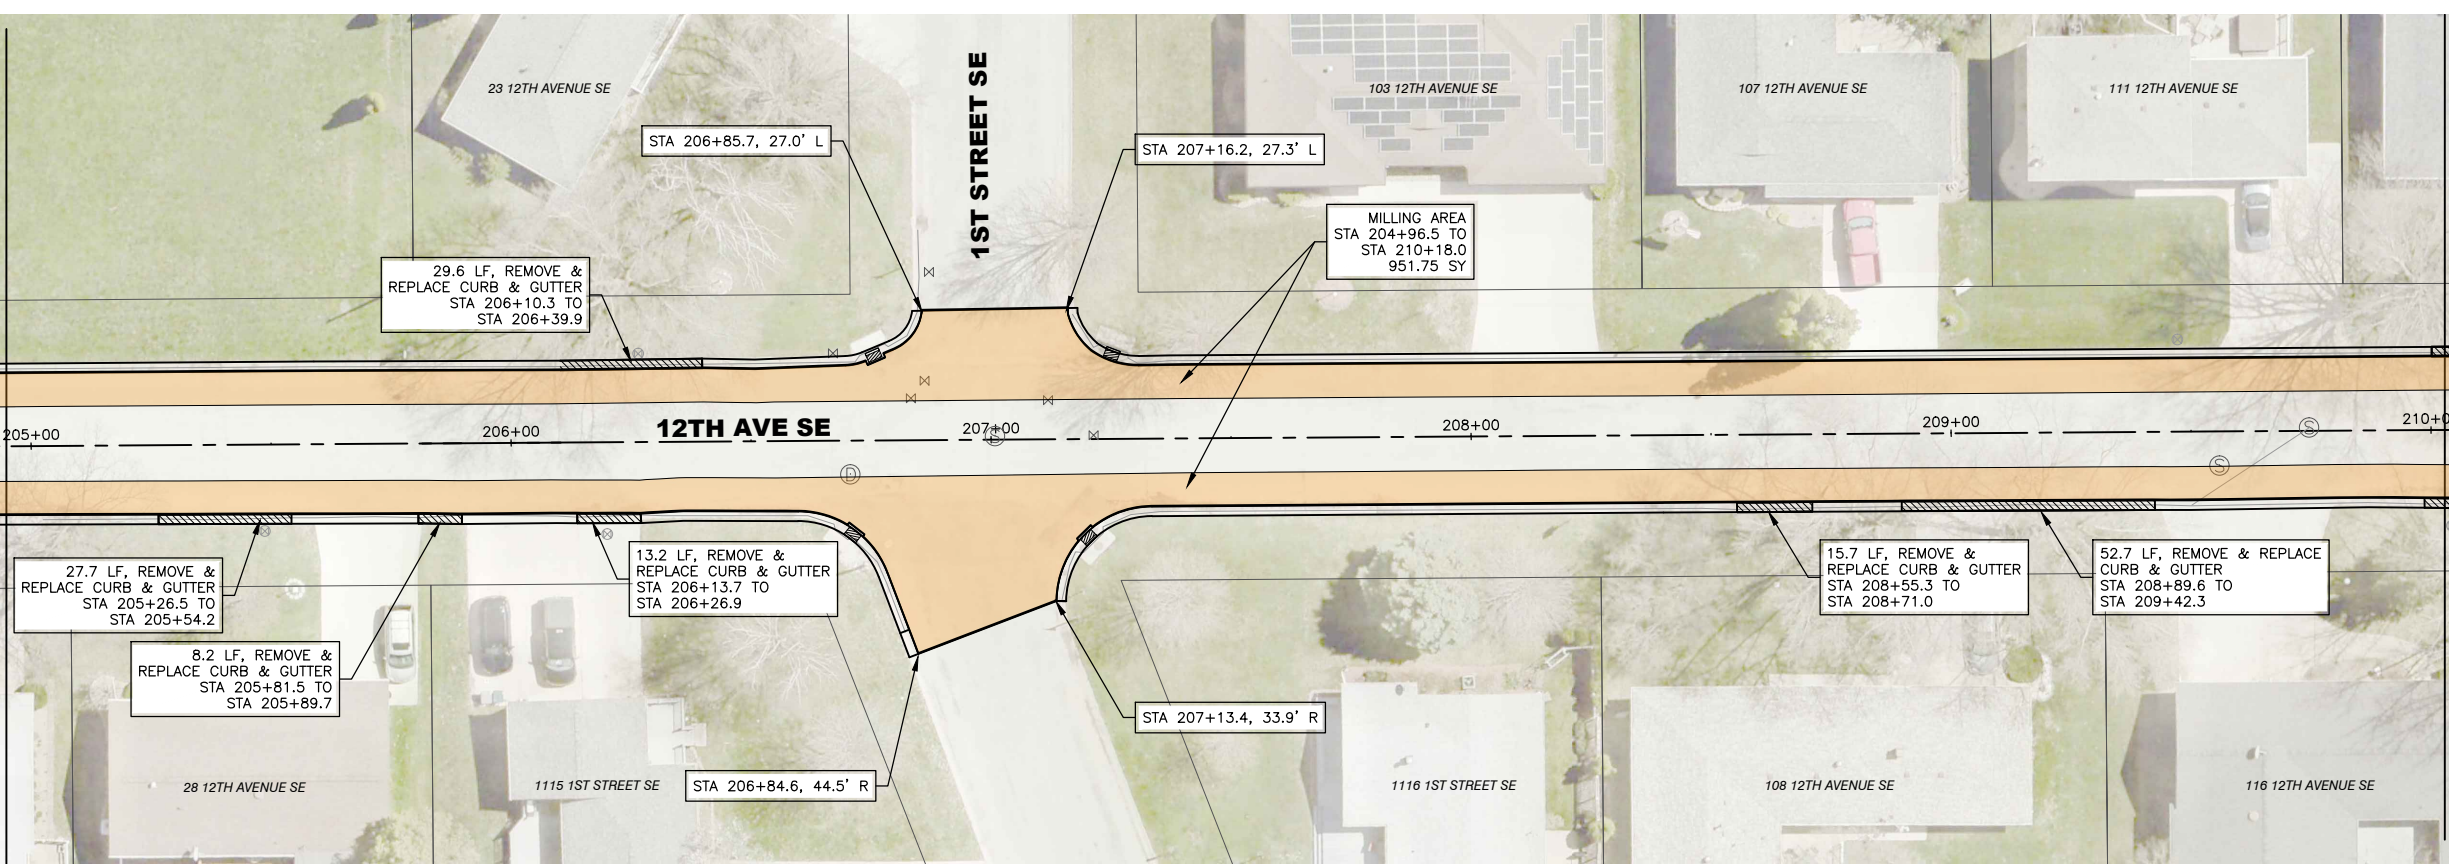 23 12TH AVENUE SE
1ST STREET SE
103 12TH AVENUE SE
107 12TH AVENUE SE
111 12TH AVENUE SE
STA 206+85.7, 27.0' L
STA 207+16.2, 27.3' L
MILLING AREA
STA 204+96.5 TO
STA 210+18.0
951.75 SY
29.6 LF, REMOVE &
REPLACE CURB & GUTTER
STA 206+10.3 TO
STA 206+39.9
205+00
206+00
12TH AVE SE
207+00
208+00
209+00
210+0
S
S
S
D
27.7 LF, REMOVE &
REPLACE CURB & GUTTER
STA 205+26.5 TO
STA 205+54.2
8.2 LF, REMOVE &
REPLACE CURB & GUTTER
STA 205+81.5 TO
STA 205+89.7
13.2 LF, REMOVE &
REPLACE CURB & GUTTER
STA 206+13.7 TO
STA 206+26.9
15.7 LF, REMOVE &
REPLACE CURB & GUTTER
STA 208+55.3 TO
STA 208+71.0
52.7 LF, REMOVE & REPLACE
CURB & GUTTER
STA 208+89.6 TO
STA 209+42.3
STA 207+13.4, 33.9' R
STA 206+84.6, 44.5' R
28 12TH AVENUE SE
1115 1ST STREET SE
1116 1ST STREET SE
108 12TH AVENUE SE
116 12TH AVENUE SE